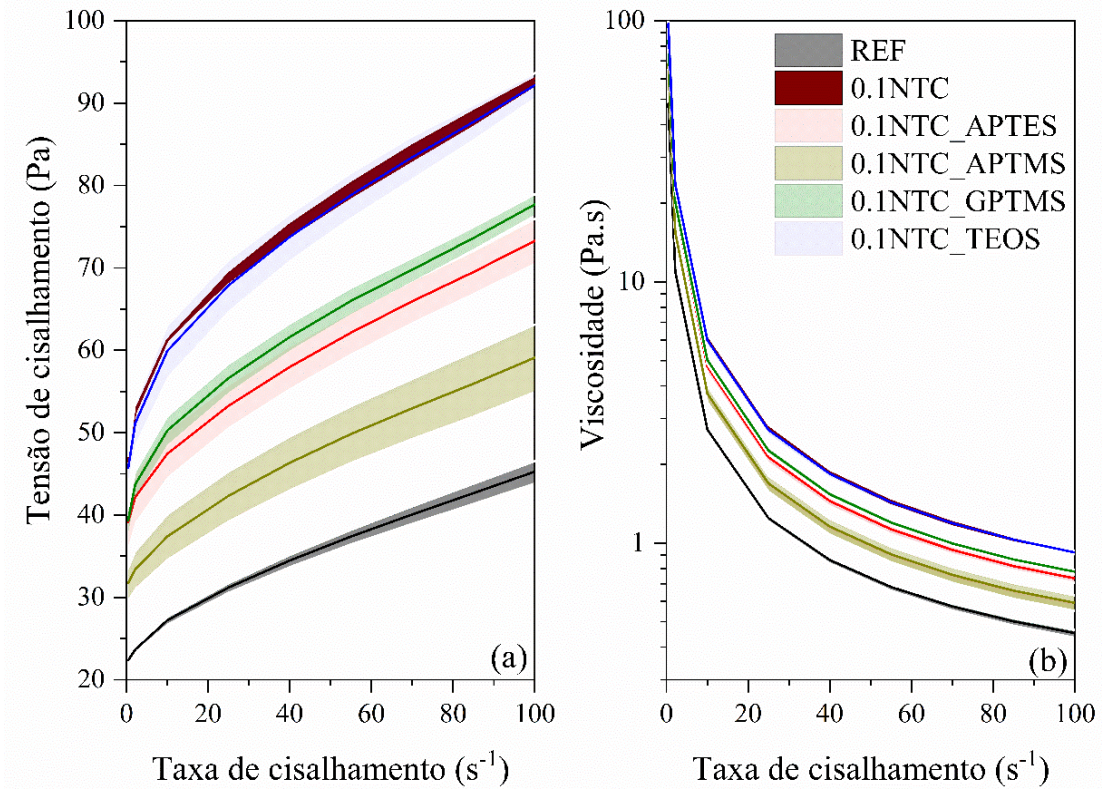 Tensão de cisalhamento (Pa)
100
90
80
70
60
50
40
30
20
(a)
0 20 40 60 80 100
Taxa de cisalhamento (s⁻¹)
Viscosidade (Pa.s)
100
10
1
REF
0.1NTC
0.1NTC_APTES
0.1NTC_APTMS
0.1NTC_GPTMS
0.1NTC_TEOS
(b)
0 20 40 60 80 100
Taxa de cisalhamento (s⁻¹)